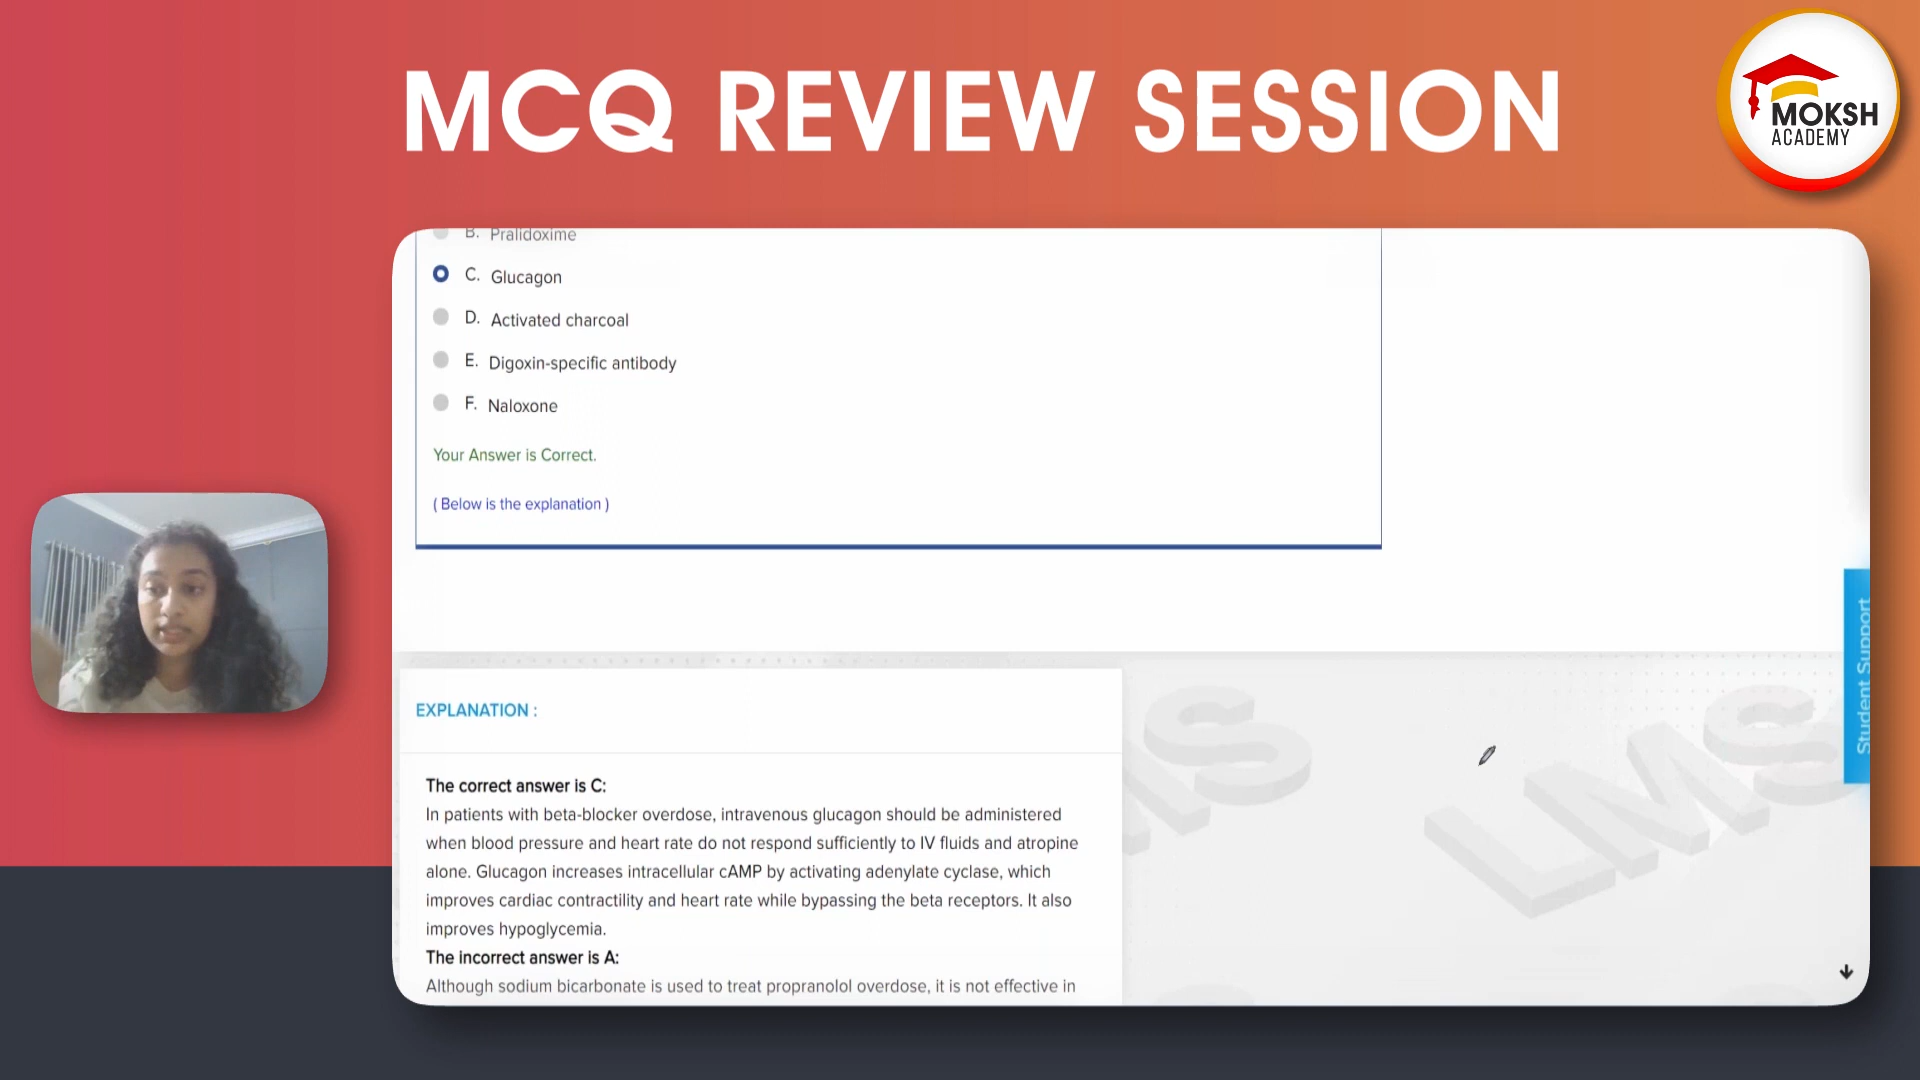 MCQ REVIEW SESSION
MOKSH
ACADEMY
B. Pralidoxime
C. Glucagon
D. Activated charcoal
E. Digoxin-specific antibody
F. Naloxone
Your Answer is Correct.
( Below is the explanation )
Student Support
EXPLANATION :
The correct answer is C:
In patients with beta-blocker overdose, intravenous glucagon should be administered
when blood pressure and heart rate do not respond sufficiently to IV fluids and atropine
alone. Glucagon increases intracellular cAMP by activating adenylate cyclase, which
improves cardiac contractility and heart rate while bypassing the beta receptors. It also
improves hypoglycemia.
The incorrect answer is A:
Although sodium bicarbonate is used to treat propranolol overdose, it is not effective in
MS
LMS